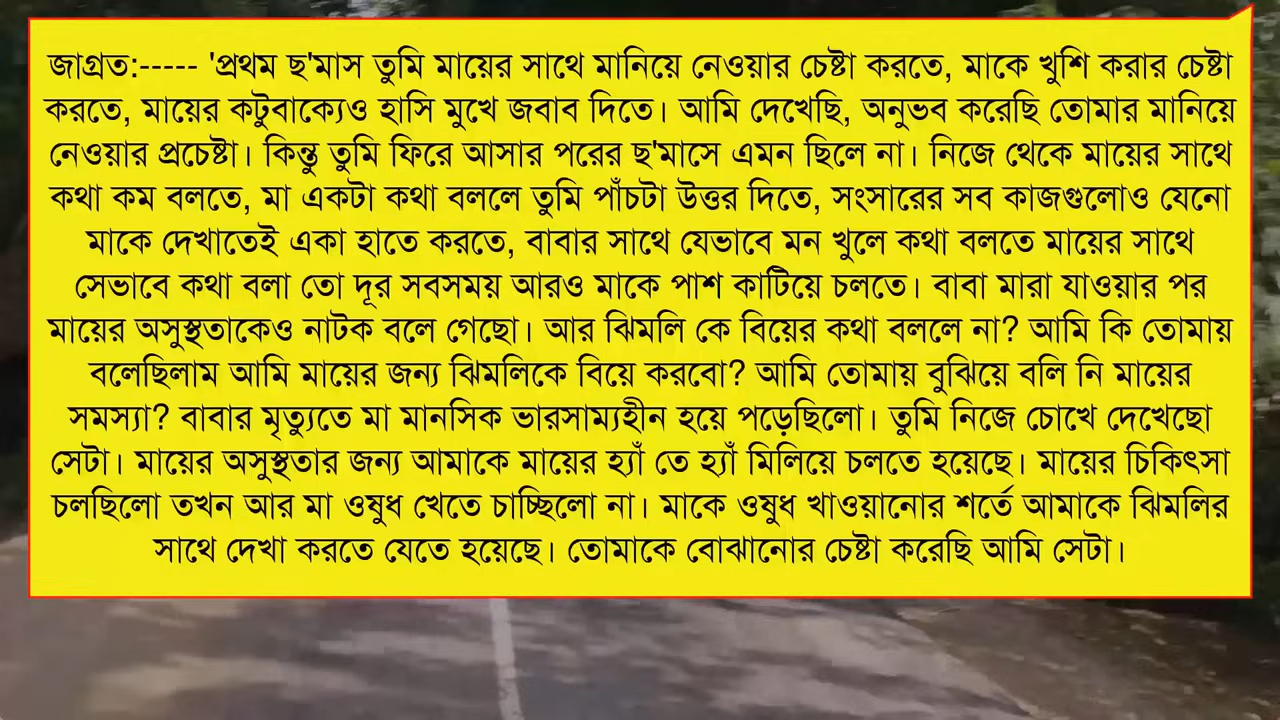 জাগ্রত:----- 'প্রথম ছ'মাস তুমি মায়ের সাথে মানিয়ে নেওয়ার চেষ্টা করতে, মাকে খুশি করার চেষ্টা
করতে, মায়ের কটুবাক্যেও হাসি মুখে জবাব দিতে। আমি দেখেছি, অনুভব করেছি তোমার মানিয়ে
নেওয়ার প্রচেষ্টা। কিন্তু তুমি ফিরে আসার পরের ছ'মাসে এমন ছিলে না। নিজে থেকে মায়ের সাথে
কথা কম বলতে, মা একটা কথা বললে তুমি পাঁচটা উত্তর দিতে, সংসারের সব কাজগুলোও যেনো
মাকে দেখাতেই একা হাতে করতে, বাবার সাথে যেভাবে মন খুলে কথা বলতে মায়ের সাথে
সেভাবে কথা বলা তো দূর সবসময় আরও মাকে পাশ কাটিয়ে চলতে। বাবা মারা যাওয়ার পর
মায়ের অসুস্থতাকেও নাটক বলে গেছো। আর ঝিমলি কে বিয়ের কথা বললে না? আমি কি তোমায়
বলেছিলাম আমি মায়ের জন্য ঝিমলিকে বিয়ে করবো? আমি তোমায় বুঝিয়ে বলি নি মায়ের
সমস্যা? বাবার মৃত্যুতে মা মানসিক ভারসাম্যহীন হয়ে পড়েছিলো। তুমি নিজে চোখে দেখেছো
সেটা। মায়ের অসুস্থতার জন্য আমাকে মায়ের হ্যাঁ তে হ্যাঁ মিলিয়ে চলতে হয়েছে। মায়ের চিকিৎসা
চলছিলো তখন আর মা ওষুধ খেতে চাচ্ছিলো না। মাকে ওষুধ খাওয়ানোর শর্তে আমাকে ঝিমলির
সাথে দেখা করতে যেতে হয়েছে। তোমাকে বোঝানোর চেষ্টা করেছি আমি সেটা।